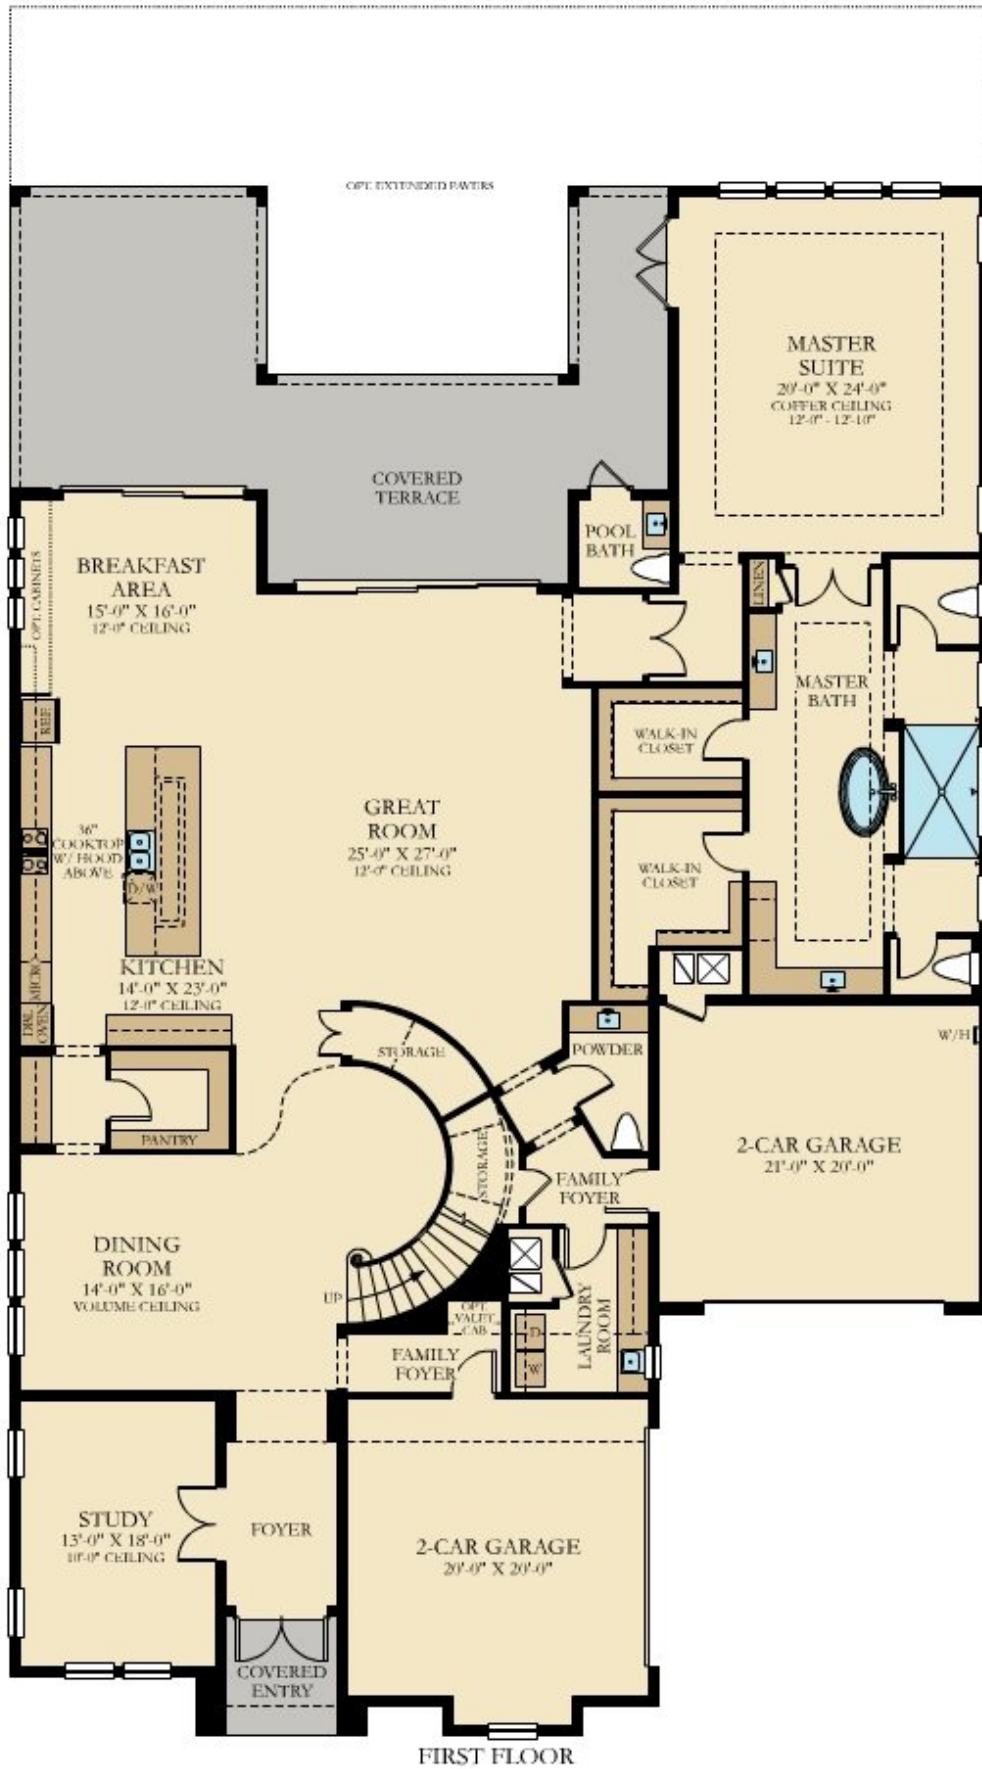 OPT. EXTENDED PAVERS
MASTER
SUITE
20'-0" X 24'-0"
COFFER CEILING
12'-0" - 12'-10"
COVERED
TERRACE
POOL
BATH
BREAKFAST
AREA
15'-0" X 16'-0"
12'-0" CEILING
OPT. CABINETS
LINEN
MASTER
BATH
REF.
WALK-IN
CLOSET
GREAT
ROOM
25'-0" X 27'-0"
12'-0" CEILING
36"
COOKTOP
W/ HOOD
ABOVE
D/W
WALK-IN
CLOSET
KITCHEN
14'-0" X 23'-0"
12'-0" CEILING
MICRO
DBL
OVEN
STORAGE
POWDER
W/H
PANTRY
STORAGE
2-CAR GARAGE
21'-0" X 20'-0"
FAMILY
FOYER
DINING
ROOM
14'-0" X 16'-0"
VOLUME CEILING
UP
OPT.
VALET
CAB
FAMILY
FOYER
D
W
LAUNDRY
ROOM
STUDY
13'-0" X 18'-0"
10'-0" CEILING
FOYER
2-CAR GARAGE
20'-0" X 20'-0"
COVERED
ENTRY
FIRST FLOOR